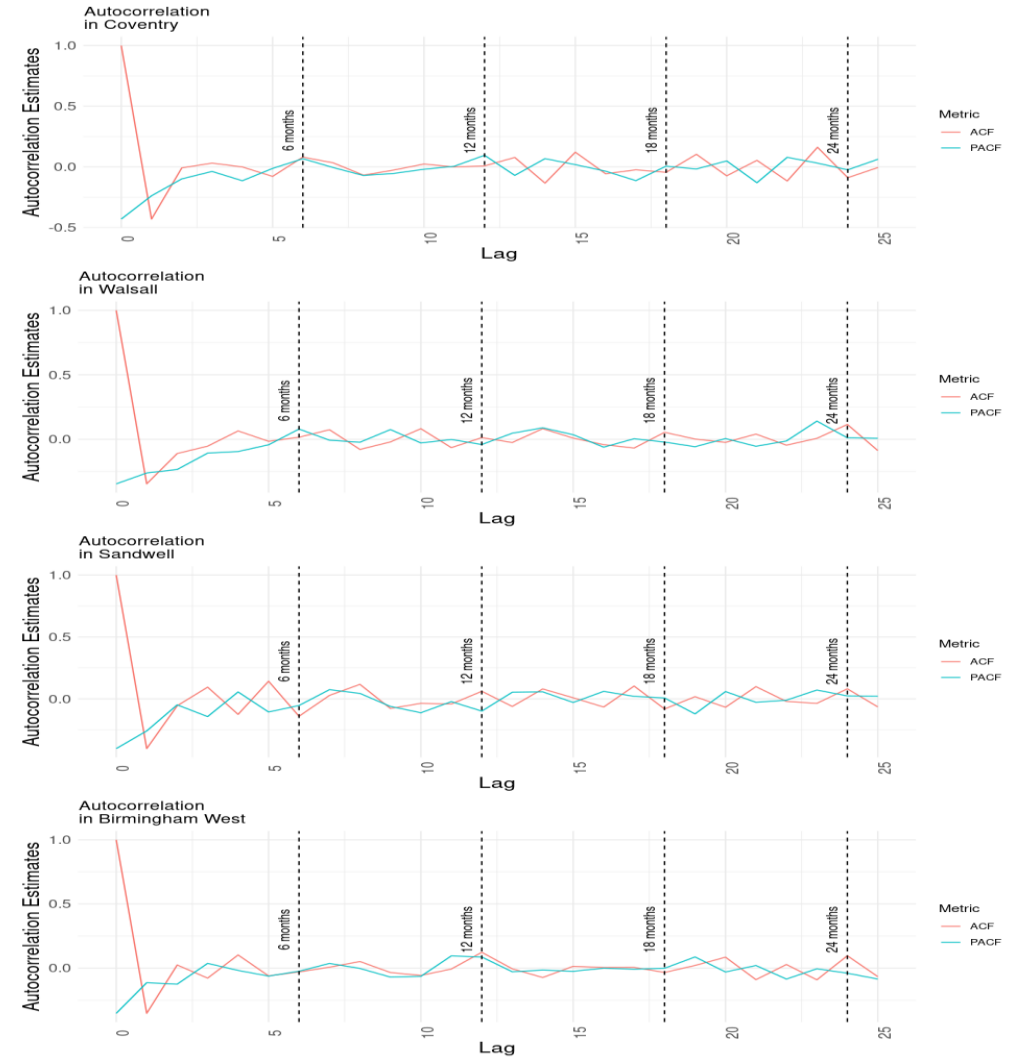 Autocorrelation
in Coventry
Autocorrelation Estimates
1.0
0.5
0.0
-0.5
6 months
12 months
18 months
24 months
0
5
10
15
20
25
Lag
Metric
ACF
PACF
Autocorrelation
in Walsall
Autocorrelation Estimates
1.0
0.5
0.0
6 months
12 months
18 months
24 months
0
5
10
15
20
25
Lag
Metric
ACF
PACF
Autocorrelation
in Sandwell
Autocorrelation Estimates
1.0
0.5
0.0
6 months
12 months
18 months
24 months
0
5
10
15
20
25
Lag
Metric
ACF
PACF
Autocorrelation
in Birmingham West
Autocorrelation Estimates
1.0
0.5
0.0
6 months
12 months
18 months
24 months
0
5
10
15
20
25
Lag
Metric
ACF
PACF